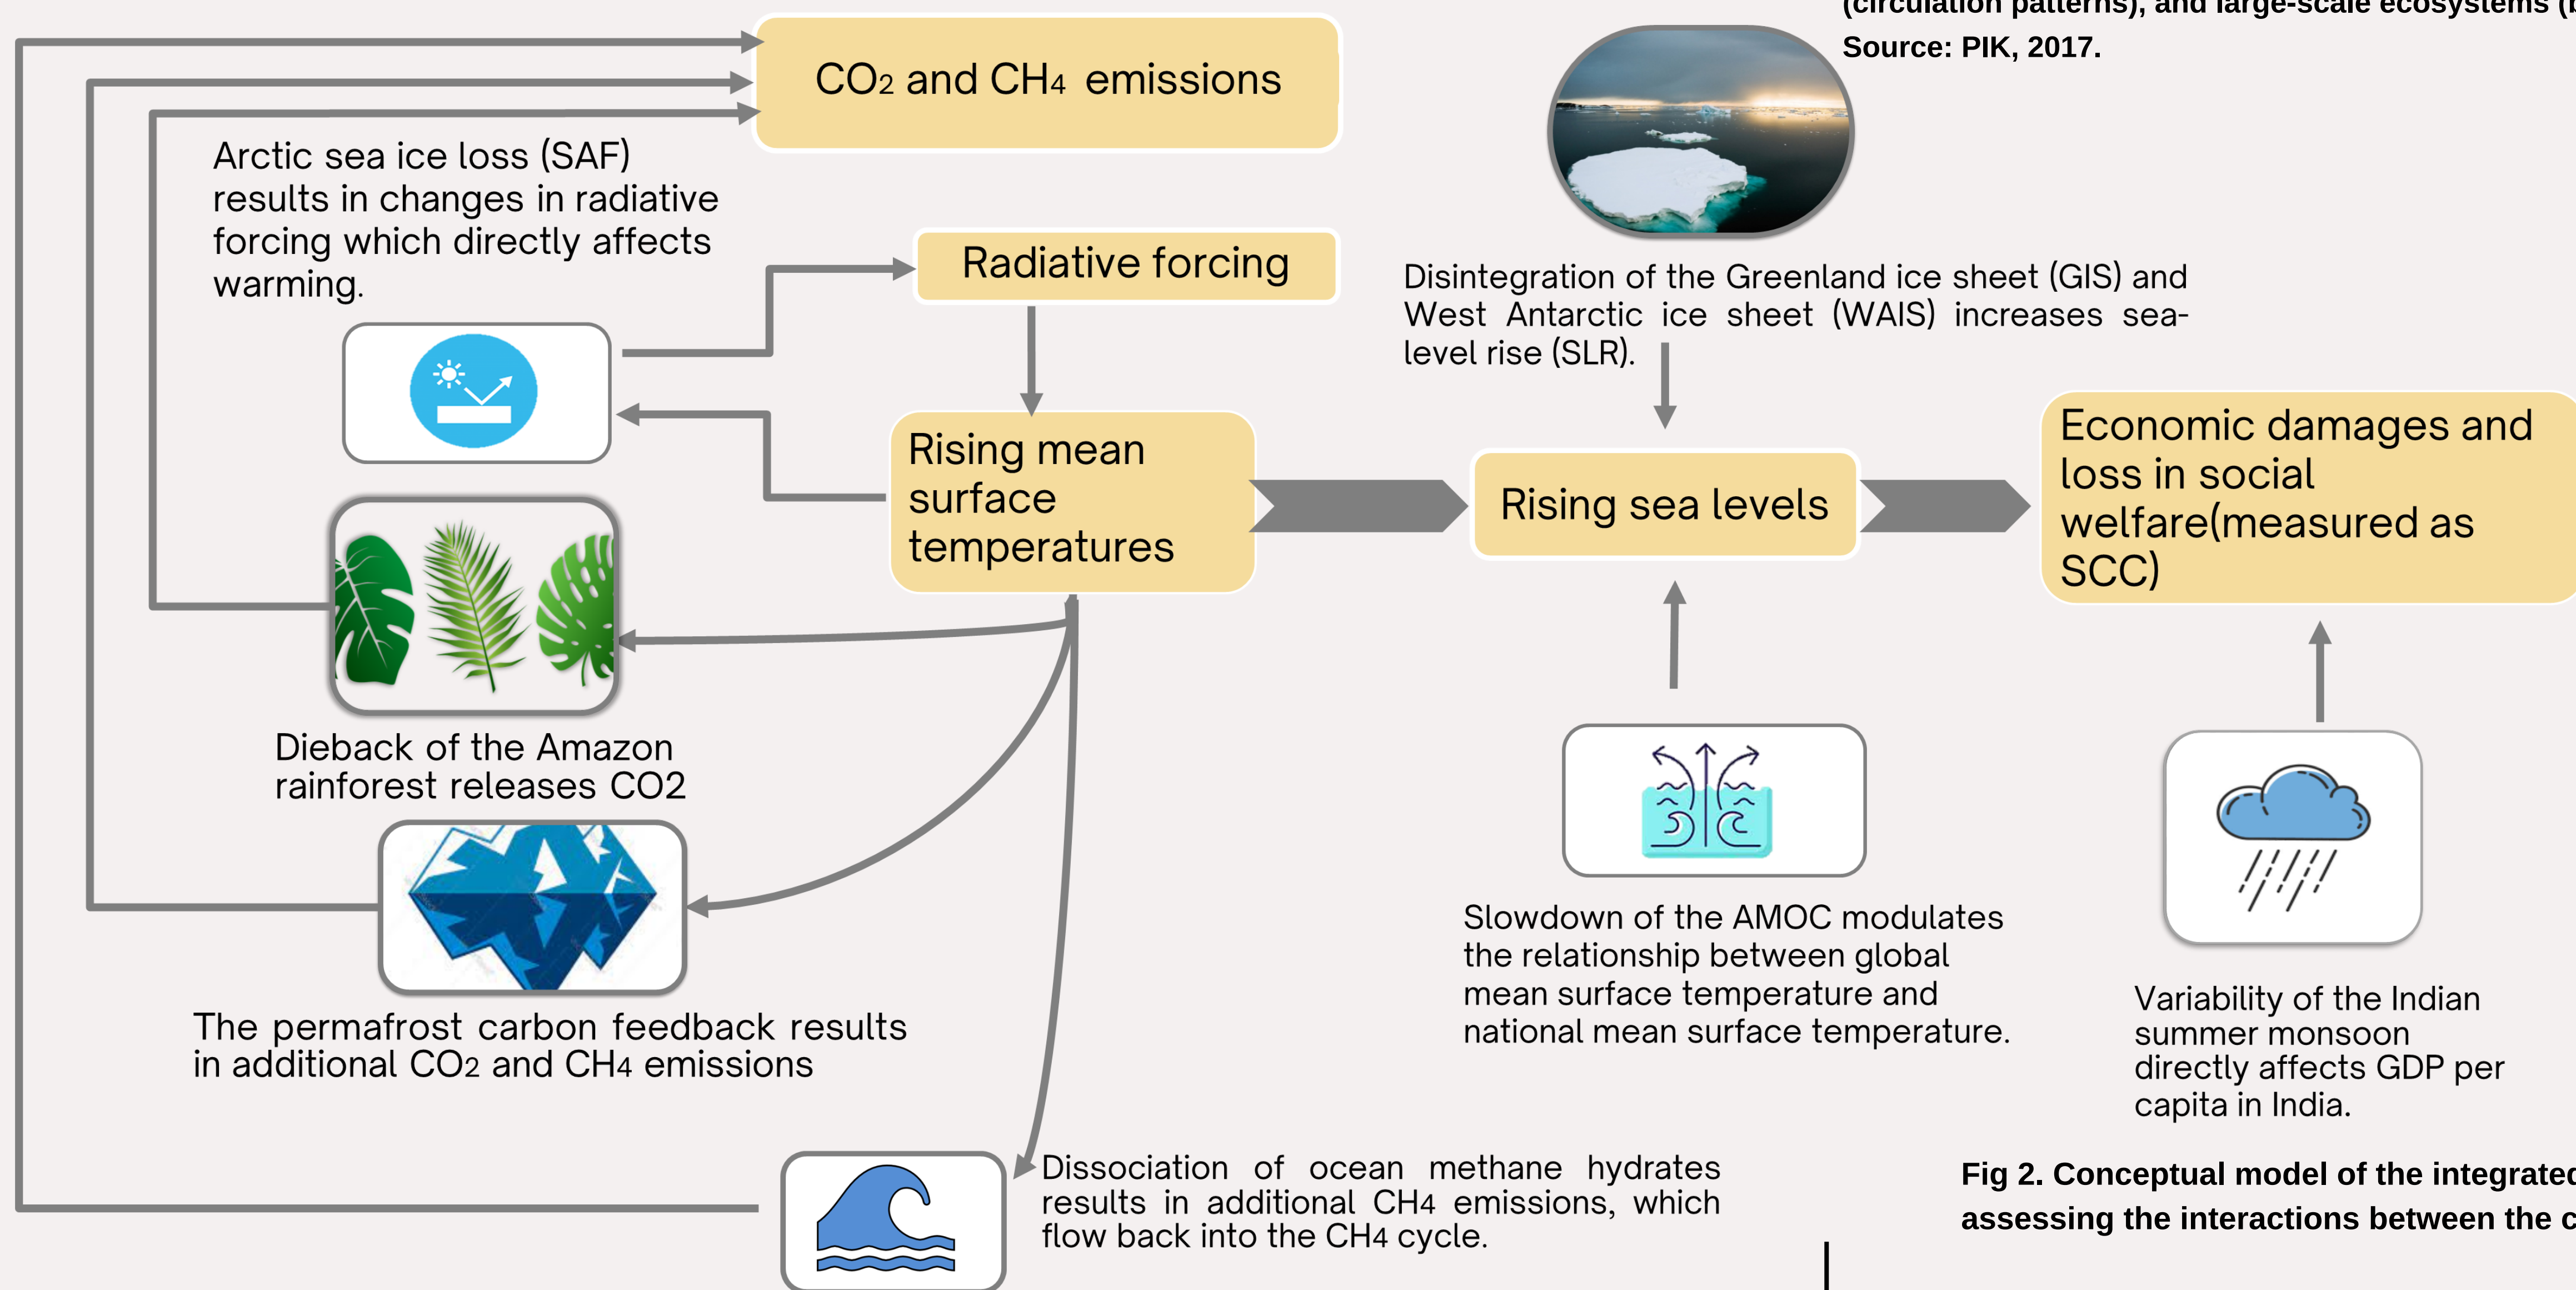 (circulation patterns), and large-scale ecosystems (b
Source: PIK, 2017.
CO2 and CH4 emissions
Arctic sea ice loss (SAF)
results in changes in radiative
forcing which directly affects
warming.
Radiative forcing
Disintegration of the Greenland ice sheet (GIS) and
West Antarctic ice sheet (WAIS) increases sea-
level rise (SLR).
Rising mean
surface
temperatures
Rising sea levels
Economic damages and
loss in social
welfare(measured as
SCC)
Dieback of the Amazon
rainforest releases CO2
The permafrost carbon feedback results
in additional CO2 and CH4 emissions
Slowdown of the AMOC modulates
the relationship between global
mean surface temperature and
national mean surface temperature.
Variability of the Indian
summer monsoon
directly affects GDP per
capita in India.
Dissociation of ocean methane hydrates
results in additional CH4 emissions, which
flow back into the CH4 cycle.
Fig 2. Conceptual model of the integrated
assessing the interactions between the c